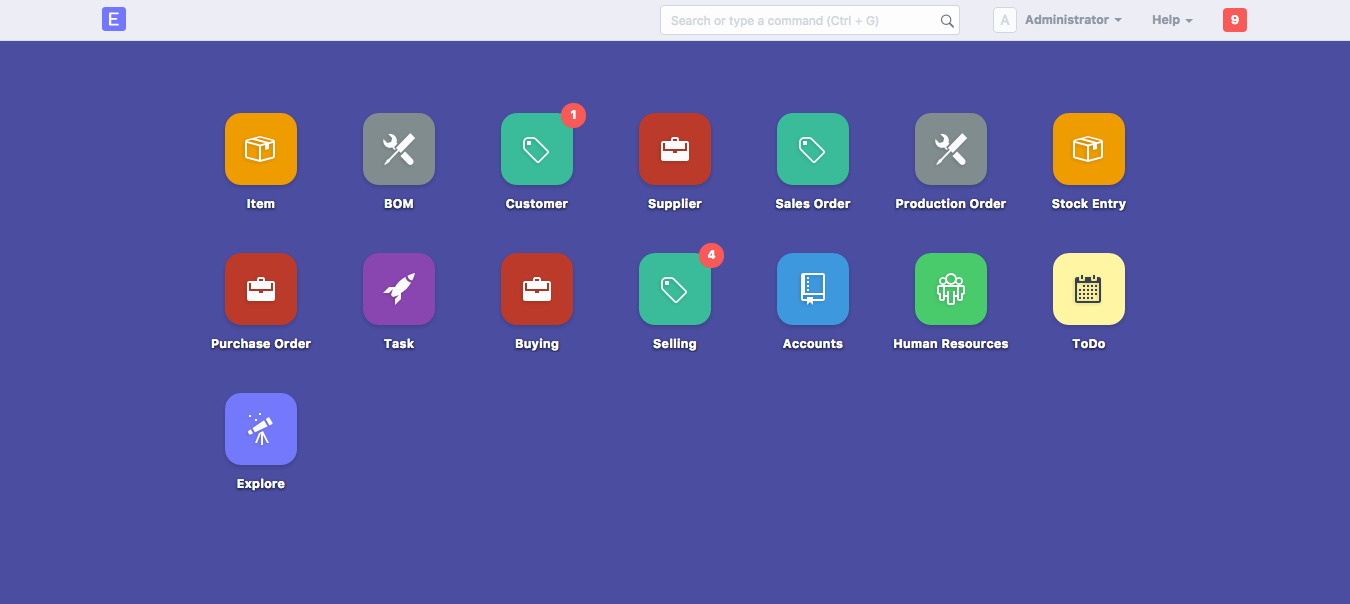 E Search or type a command (Ctrl + G) A Administrator Help 9
1
Item BOM Customer Supplier Sales Order Production Order Stock Entry
4
Purchase Order Task Buying Selling Accounts Human Resources ToDo
Explore